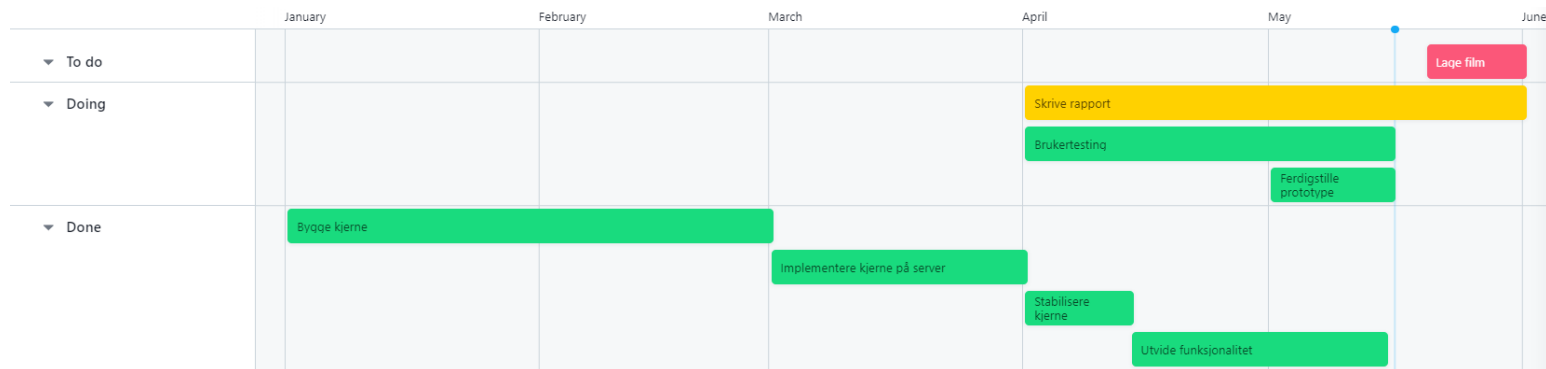 January February March April May June
To do
Lage film
Doing
Skrive rapport
Brukertesting
Ferdigstille
prototype
Done
Bygge kjerne
Implementere kjerne på server
Stabilisere
kjerne
Utvide funksjonalitet